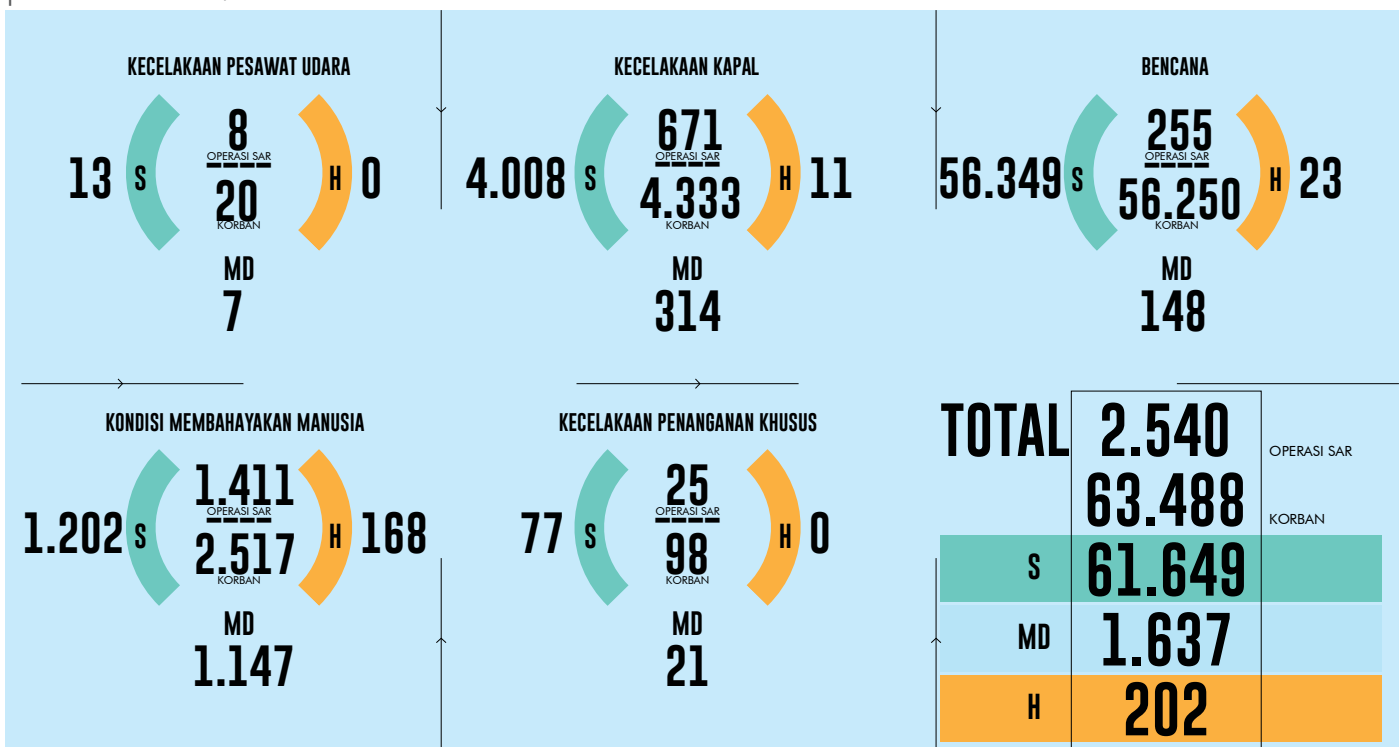 KECELAKAAN PESAWAT UDARA
8
OPERASI SAR
13 S
H 0
20
KORBAN
MD
7
KECELAKAAN KAPAL
671
OPERASI SAR
4.008 S
H 11
4.333
KORBAN
MD
314
BENCANA
255
OPERASI SAR
56.349 S
H 23
56.250
KORBAN
MD
148
KONDISI MEMBAHAYAKAN MANUSIA
1.411
OPERASI SAR
1.202 S
H 168
2.517
KORBAN
MD
1.147
KECELAKAAN PENANGANAN KHUSUS
25
OPERASI SAR
77 S
H 0
98
KORBAN
MD
21
TOTAL 2.540 OPERASI SAR
63.488 KORBAN
S 61.649
MD 1.637
H 202